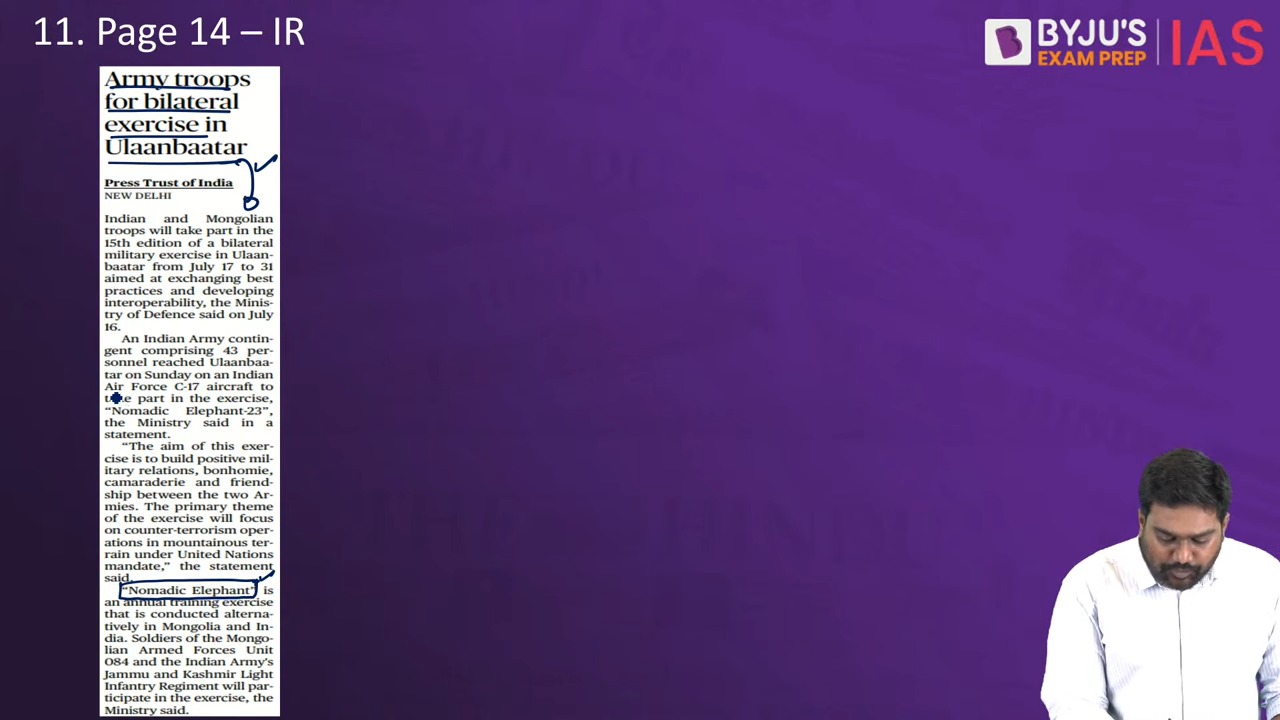 11. Page 14 – IR
BYJU'S
EXAM PREP
IAS
Army troops
for bilateral
exercise in
Ulaanbaatar
Press Trust of India
NEW DELHI
Indian and Mongolian
troops will take part in the
15th edition of a bilateral
military exercise in Ulaan-
baatar from July 17 to 31
aimed at exchanging best
practices and developing
interoperability, the Minis-
try of Defence said on July
16.
An Indian Army contin-
gent comprising 43 per-
sonnel reached Ulaanbaa-
tar on Sunday on an Indian
Air Force C-17 aircraft to
take part in the exercise,
“Nomadic Elephant-23”,
the Ministry said in a
statement.
“The aim of this exer-
cise is to build positive mil-
itary relations, bonhomie,
camaraderie and friend-
ship between the two Ar-
mies. The primary theme
of the exercise will focus
on counter-terrorism oper-
ations in mountainous ter-
rain under United Nations
mandate,” the statement
said.
“Nomadic Elephant” is
an annual training exercise
that is conducted alterna-
tively in Mongolia and In-
dia. Soldiers of the Mongo-
lian Armed Forces Unit
084 and the Indian Army's
Jammu and Kashmir Light
Infantry Regiment will par-
ticipate in the exercise, the
Ministry said.